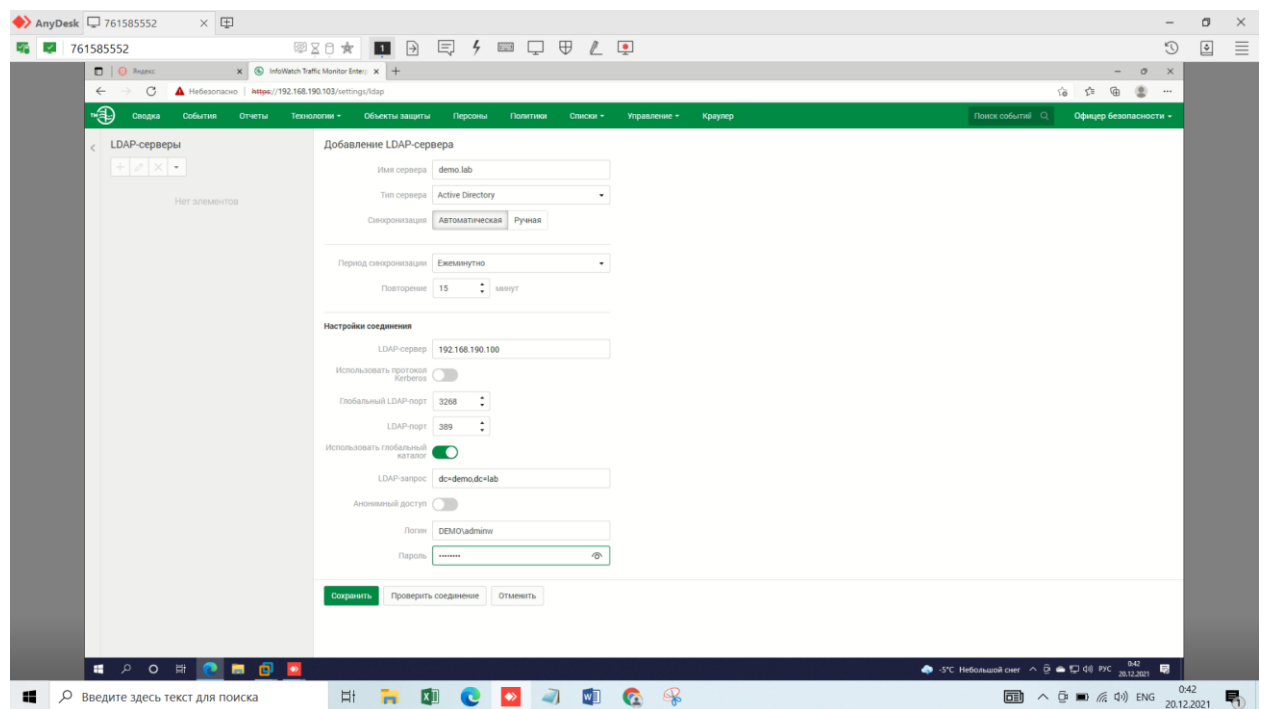 AnyDesk 761585552
761585552 1
Яндекс InfoWatch Traffic Monitor Enter
Небезопасно https://192.168.190.103/settings/ldap
Сводка События Отчеты Технологии Объекты защиты Персоны Политики Списки Управление Краулер Поиск событий Офицер безопасности
LDAP-серверы
Нет элементов
Добавление LDAP-сервера
Имя сервера demo.lab
Тип сервера Active Directory
Синхронизация Автоматическая Ручная
Период синхронизации Ежеминутно
Повторение 15 минут
Настройки соединения
LDAP-сервер 192.168.190.100
Использовать протокол
Kerberos
Глобальный LDAP-порт 3268
LDAP-порт 389
Использовать глобальный
каталог
LDAP-запрос dc=demo,dc=lab
Анонимный доступ
Логин DEMO\adminw
Пароль ••••••••
Сохранить Проверить соединение Отменить
-5°C Небольшой снег РУС 0:42
20.12.2021
Введите здесь текст для поиска ENG 0:42
20.12.2021